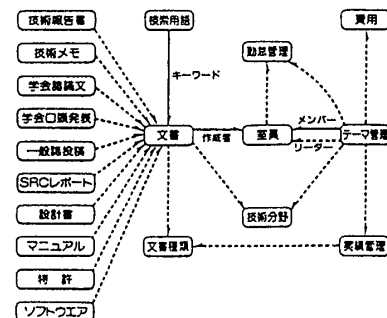 技術報告書
技術メモ
学会誌論文
学会口頭発表
一般誌投稿
SRCレポート
設計書
マニュアル
特 許
ソフトウエア
検索用語
キーワード
文書
作成者
文書種類
勤怠管理
室員
技術分野
メンバー
リーダー
費用
テーマ管理
実績管理